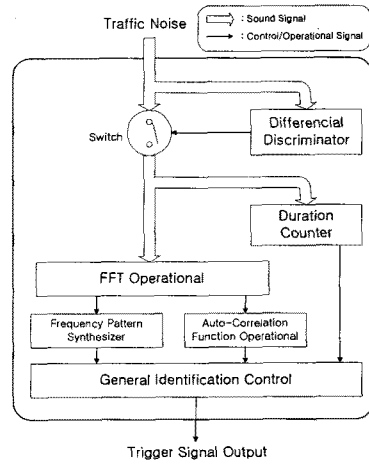 Traffic Noise
: Sound Signal
: Control/Operational Signal
Switch
Differencial
Discriminator
Duration
Counter
FFT Operational
Frequency Pattern
Synthesizer
Auto-Correlation
Function Operational
General Identification Control
Trigger Signal Output